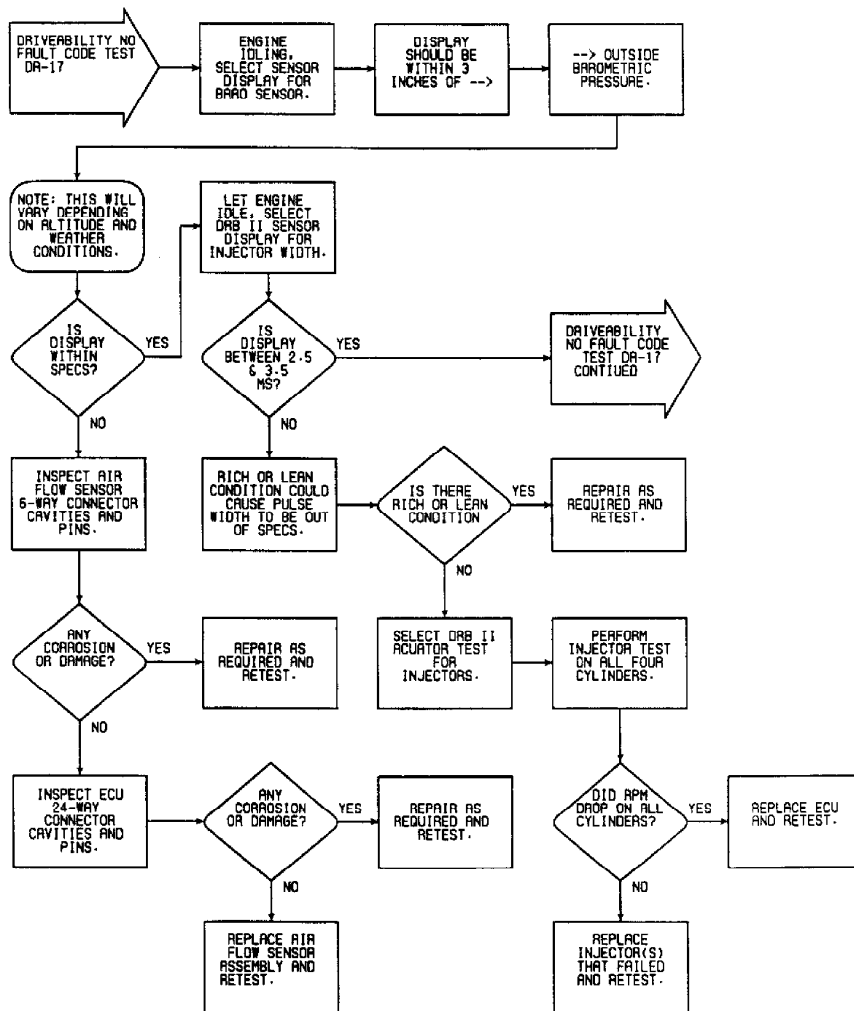 DRIVEABILITY NO
FAULT CODE TEST
DR-17
ENGINE
IDLING,
SELECT SENSOR
DISPLAY FOR
BARO SENSOR.
DISPLAY
SHOULD BE
WITHIN 3
INCHES OF -->
--> OUTSIDE
BAROMETRIC
PRESSURE.
NOTE: THIS WILL
VARY DEPENDING
ON ALTITUDE AND
WEATHER
CONDITIONS.
LET ENGINE
IDLE, SELECT
DRB II SENSOR
DISPLAY FOR
INJECTOR WIDTH.
IS
DISPLAY
WITHIN
SPECS?
YES
NO
IS
DISPLAY
BETWEEN 2.5
& 3.5
MS?
YES
NO
DRIVEABILITY
NO FAULT CODE
TEST DR-17
CONTIUED
INSPECT AIR
FLOW SENSOR
6-WAY CONNECTOR
CAVITIES AND
PINS.
RICH OR LEAN
CONDITION COULD
CAUSE PULSE
WIDTH TO BE OUT
OF SPECS.
IS THERE
RICH OR LEAN
CONDITION
YES
NO
REPAIR AS
REQUIRED AND
RETEST.
ANY
CORROSION
OR DAMAGE?
YES
NO
REPAIR AS
REQUIRED AND
RETEST.
SELECT DRB II
ACUATOR TEST
FOR
INJECTORS.
PERFORM
INJECTOR TEST
ON ALL FOUR
CYLINDERS.
INSPECT ECU
24-WAY
CONNECTOR
CAVITIES AND
PINS.
ANY
CORROSION
OR DAMAGE?
YES
NO
REPAIR AS
REQUIRED AND
RETEST.
DID RPM
DROP ON ALL
CYLINDERS?
YES
NO
REPLACE ECU
AND RETEST.
REPLACE AIR
FLOW SENSOR
ASSEMBLY AND
RETEST.
REPLACE
INJECTOR(S)
THAT FAILED
AND RETEST.